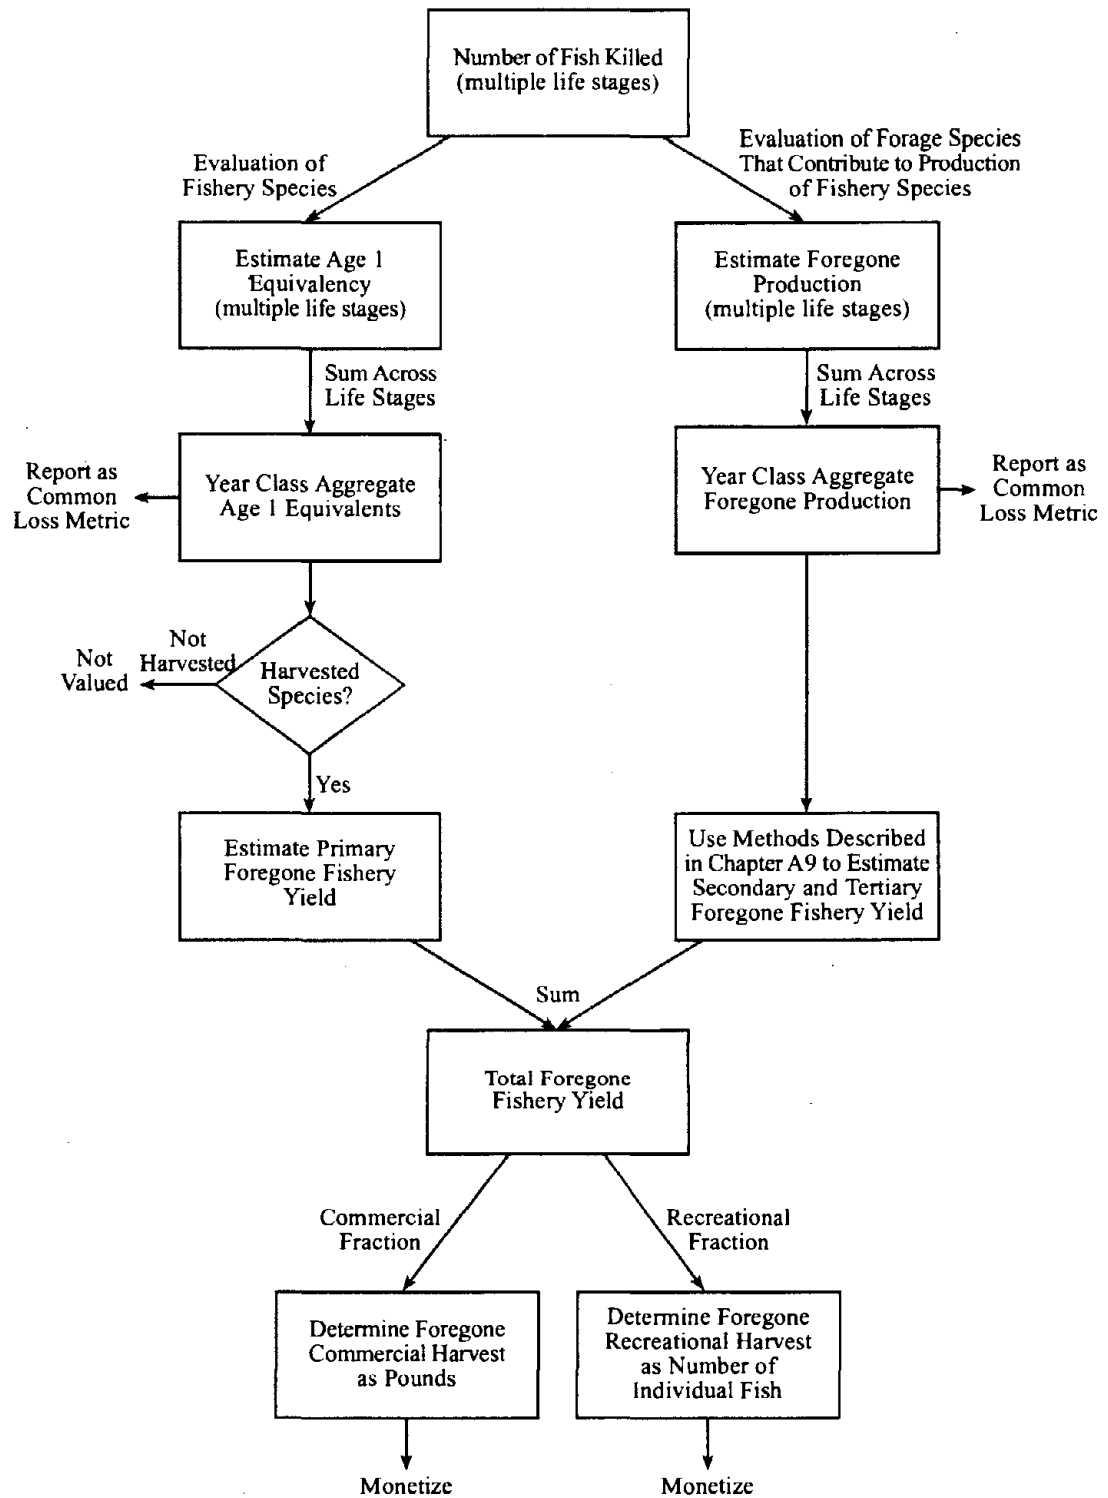 Number of Fish Killed
(multiple life stages)
Evaluation of
Fishery Species
Evaluation of Forage Species
That Contribute to Production
of Fishery Species
Estimate Age 1
Equivalency
(multiple life stages)
Estimate Foregone
Production
(multiple life stages)
Sum Across
Life Stages
Sum Across
Life Stages
Report as
Common
Loss Metric
Year Class Aggregate
Age 1 Equivalents
Year Class Aggregate
Foregone Production
Report as
Common
Loss Metric
Not
Valued
Not
Harvested
Harvested
Species?
Yes
Estimate Primary
Foregone Fishery
Yield
Use Methods Described
in Chapter A9 to Estimate
Secondary and Tertiary
Foregone Fishery Yield
Sum
Total Foregone
Fishery Yield
Commercial
Fraction
Recreational
Fraction
Determine Foregone
Commercial Harvest
as Pounds
Determine Foregone
Recreational Harvest
as Number of
Individual Fish
Monetize
Monetize